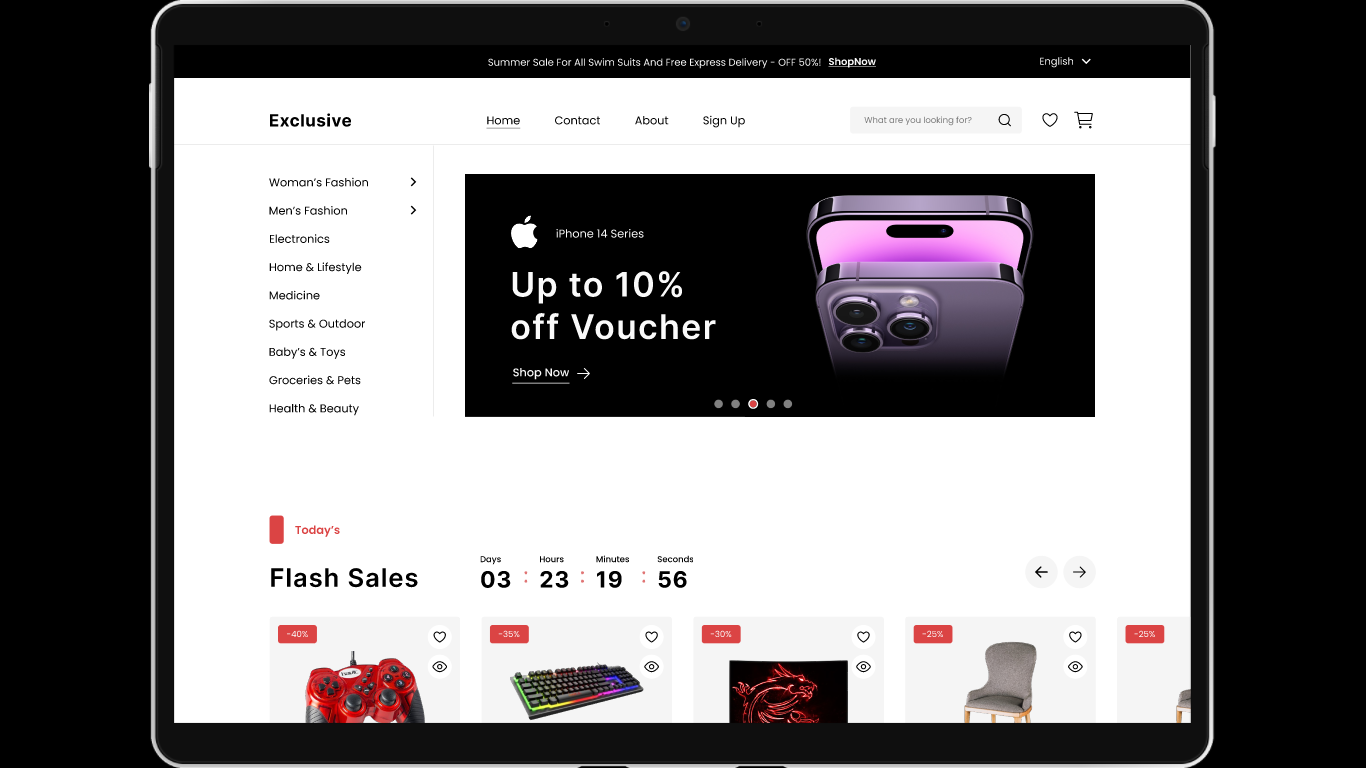 Summer Sale For All Swim Suits And Free Express Delivery - OFF 50%! ShopNow
English
Exclusive
Home
Contact
About
Sign Up
What are you looking for?
Woman's Fashion
Men's Fashion
Electronics
Home & Lifestyle
Medicine
Sports & Outdoor
Baby's & Toys
Groceries & Pets
Health & Beauty
iPhone 14 Series
Up to 10%
off Voucher
Shop Now
Today's
Flash Sales
Days
Hours
Minutes
Seconds
03 : 23 : 19 : 56
-40%
-35%
-30%
-25%
-25%